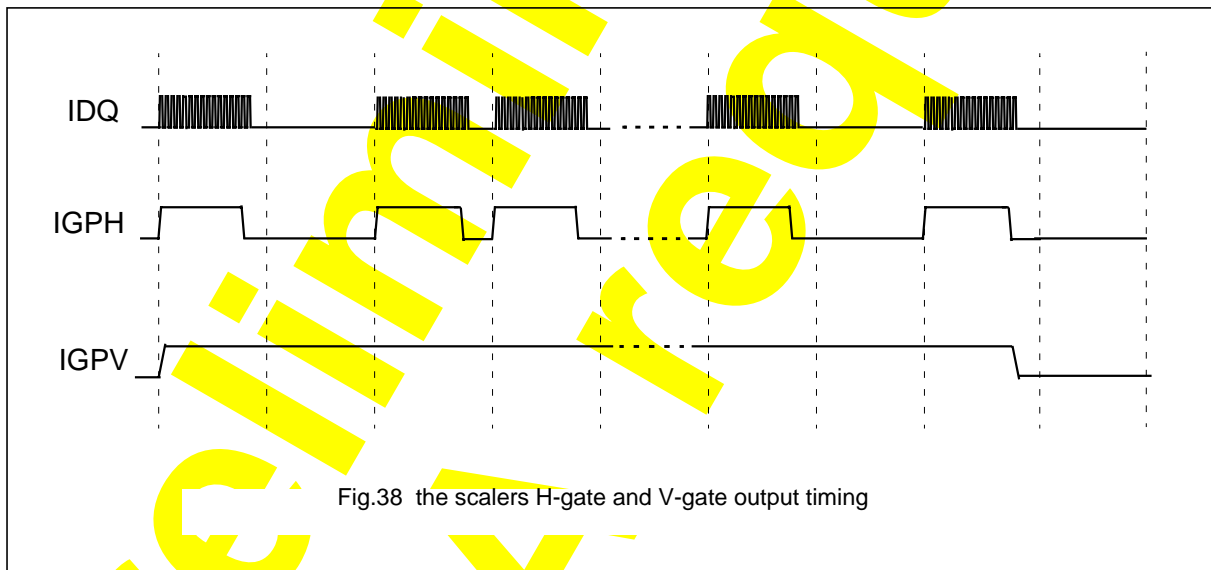 IDQ
IGPH
IGPV
Fig.38 the scalers H-gate and V-gate output timing